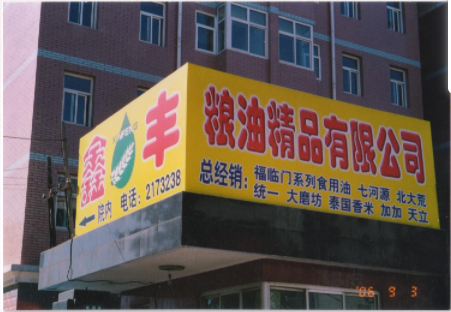 鑫丰
院内 电话：2173238
粮油精品有限公司
总经销：福临门系列食用油 七河源 北大荒
统一 大磨坊 泰国香米 加加 天立
'06 9 3